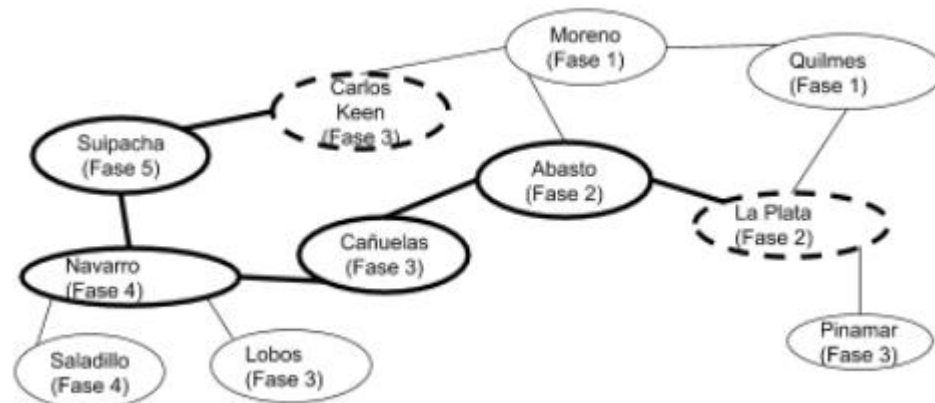 Moreno
(Fase 1)
Quilmes
(Fase 1)
Carlos
Keen
(Fase 3)
Suipacha
(Fase 5)
Abasto
(Fase 2)
La Plata
(Fase 2)
Cañuelas
(Fase 3)
Navarro
(Fase 4)
Pinamar
(Fase 3)
Saladillo
(Fase 4)
Lobos
(Fase 3)